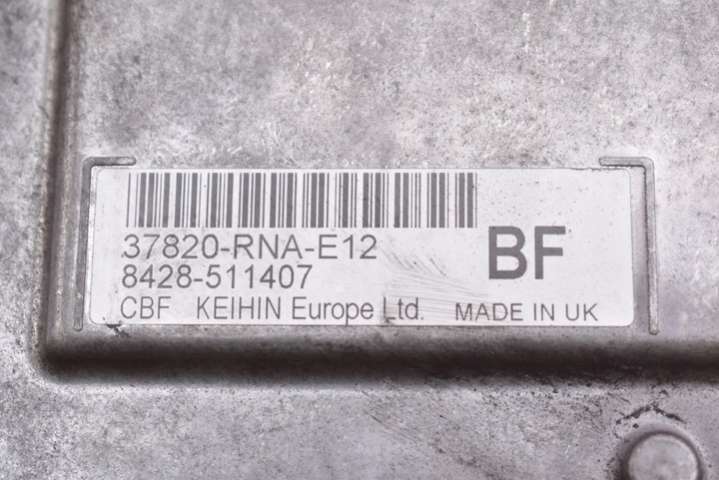 37820-RNA-E12
8428-511407
BF
CBF KEIHIN Europe Ltd. MADE IN UK